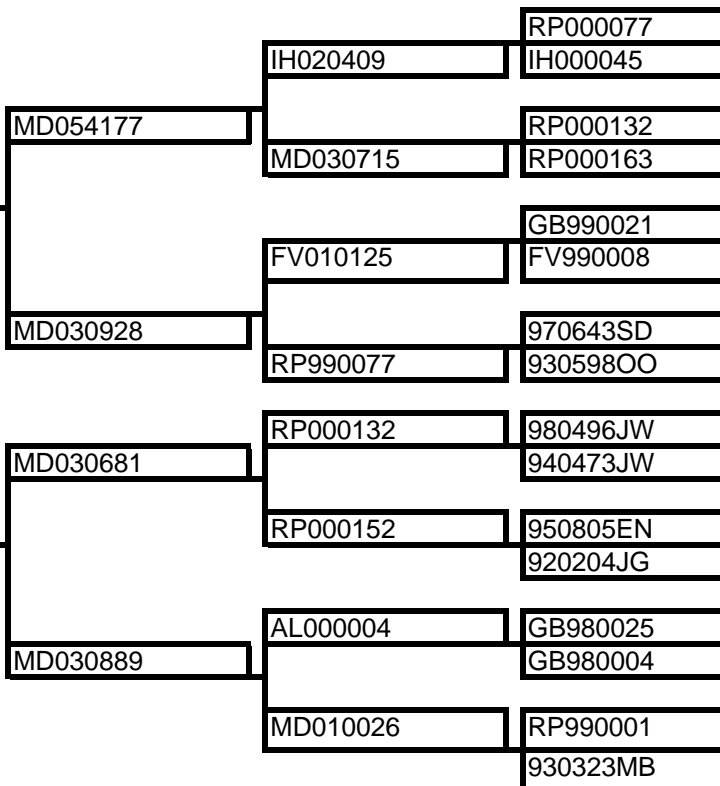 RP000077
IH020409 IH000045
MD054177 RP000132
MD030715 RP000163
GB990021
FV010125 FV990008
MD030928 970643SD
RP990077 930598OO
RP000132 980496JW
MD030681 940473JW
RP000152 950805EN
920204JG
AL000004 GB980025
MD030889 GB980004
MD010026 RP990001
930323MB